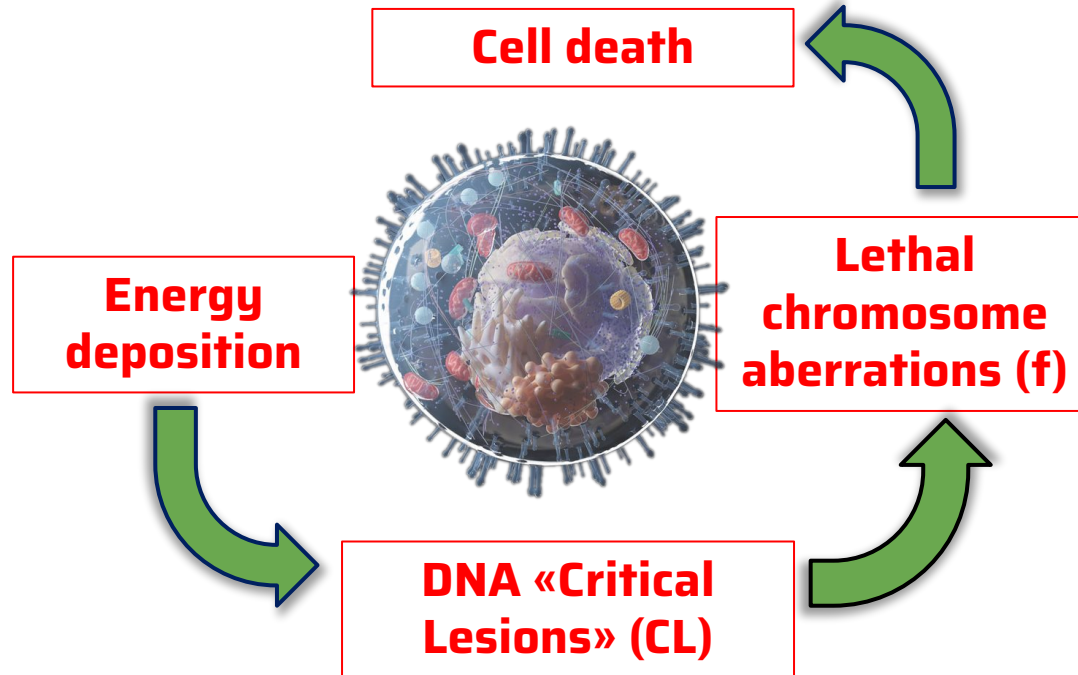 Cell death
Energy
deposition
DNA «Critical
Lesions» (CL)
Lethal
chromosome
aberrations (f)